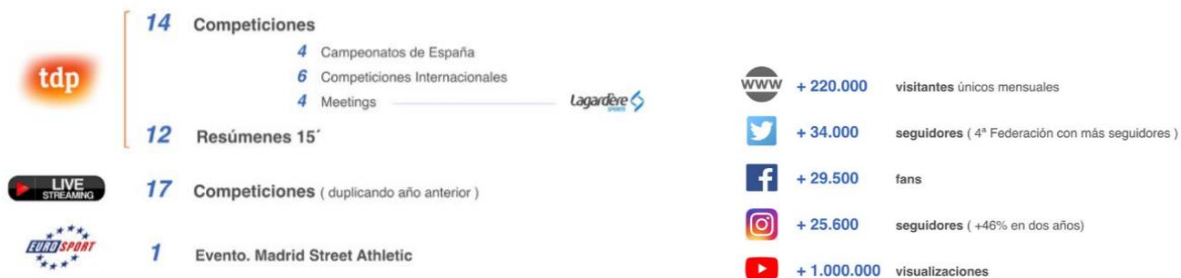 14 Competiciones
4 Campeonatos de España
tdp
6 Competiciones Internacionales
4 Meetings
Lagardère
SPORTS
12 Resúmenes 15´
LIVE
STREAMING
17 Competiciones ( duplicando año anterior )
EUROSPORT
1 Evento. Madrid Street Athletic
www + 220.000 visitantes únicos mensuales
+ 34.000 seguidores ( 4ª Federación con más seguidores )
f + 29.500 fans
+ 25.600 seguidores ( +46% en dos años)
+ 1.000.000 visualizaciones